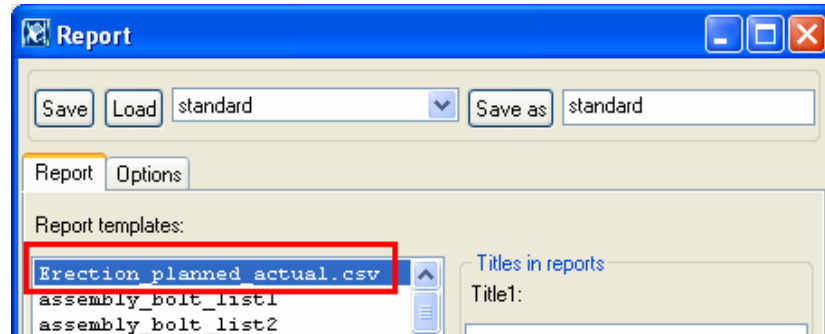 Report
Save Load standard Save as standard
Report Options
Report templates:
Erection_planned_actual.csv
assembly_bolt_list1
assembly_bolt_list2
Titles in reports
Title1: